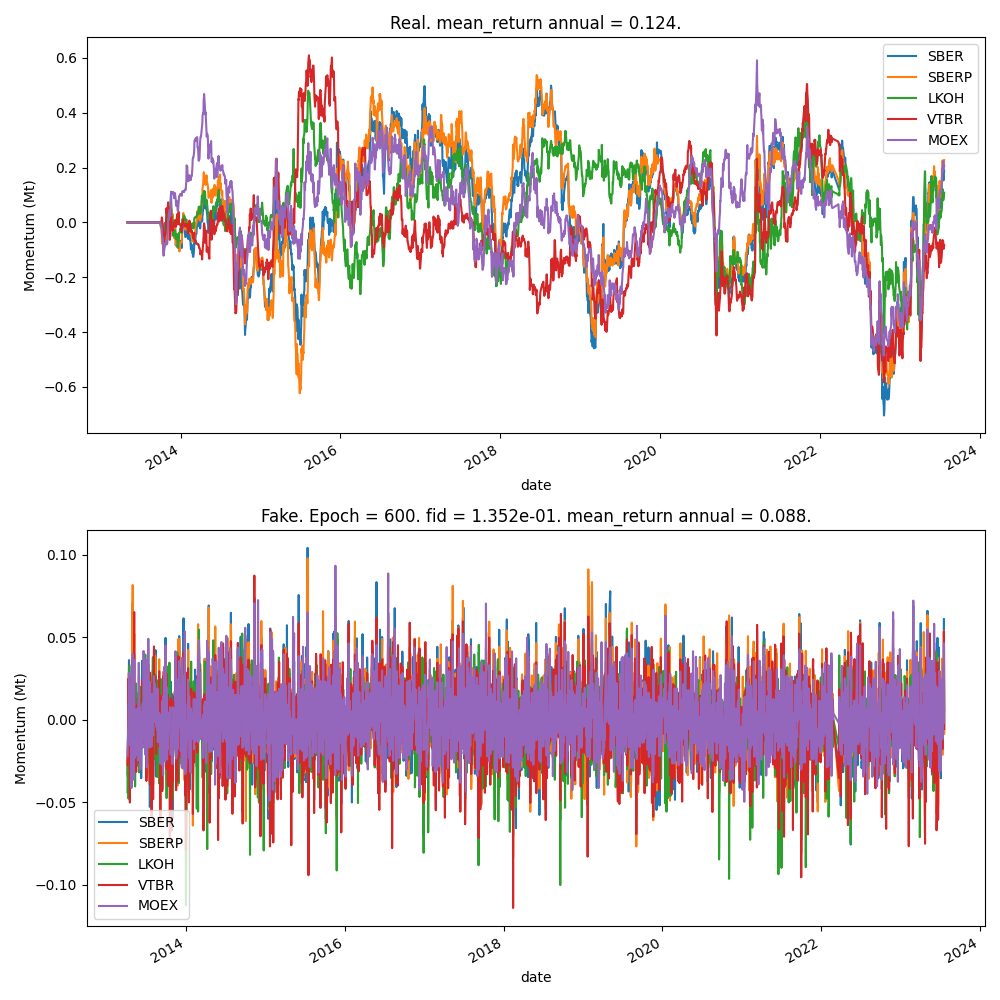 Real. mean_return annual = 0.124.
Momentum (Mt)
0.6
0.4
0.2
0.0
−0.2
−0.4
−0.6
SBER
SBERP
LKOH
VTBR
MOEX
2014
2016
2018
2020
2022
2024
date
Fake. Epoch = 600. fid = 1.352e-01. mean_return annual = 0.088.
Momentum (Mt)
0.10
0.05
0.00
−0.05
−0.10
SBER
SBERP
LKOH
VTBR
MOEX
2014
2016
2018
2020
2022
2024
date